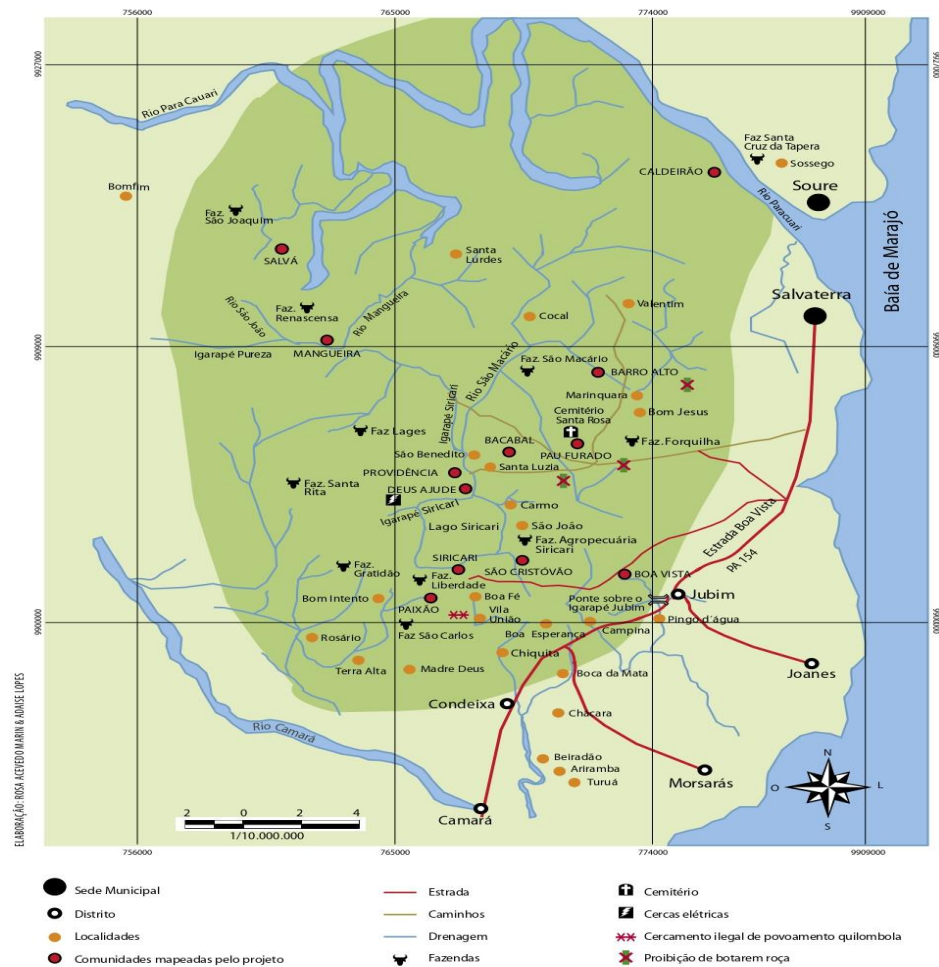 756000
765000
774000
9909000
9927000
Rio Para Cauari
Faz Santa
Cruz da Tapera
Sossego
CALDEIRÃO
Bomfim
Soure
Rio Paracuari
Faz.
São Joaquim
Baia de Marajó
SALVÁ
Santa
Lurdes
Salvaterra
Faz.
Renascensa
Rio São João
Rio Mangueira
Valentim
Cocal
9909000
Igarapé Pureza
MANGUEIRA
Rio São Macário
Faz. São Macário
BARRO ALTO
Marinquara
Igarapé Siricari
Cemitério
Santa Rosa
Bom Jesus
Faz Lages
BACABAL
Faz. Forquilha
São Benedito
PAU FURADO
Santa Luzia
PROVIDÊNCIA
Faz. Santa
Rita
DEUS AJUDE
Igarapé Siricari
Carmo
Lago Siricari
São João
Estrada Boa Vista
PA 154
Faz. Agropecuária
Siricari
SIRICARI
SÃO CRISTÓVÃO
BOA VISTA
Faz.
Gratidão
Faz.
Liberdade
Bom Intento
PAIXÃO
Boa Fé
Ponte sobre o
Igarapé Jubim
Jubim
Vila
União
9900000
Faz São Carlos
Boa Esperança
Campina
Pingo d'água
Rosário
Chiquita
Terra Alta
Madre Deus
Boca da Mata
Joanes
Condeixa
Chácara
Rio Camará
Beiradão
Ariramba
Turuá
Morsarás
Camará
N
O
L
S
2 0 2 4
1/10.000.000
ELABORAÇÃO: ROSA ACEVEDO MARIN & ADAISE LOPES
756000
765000
774000
9909000
Sede Municipal
Distrito
Localidades
Comunidades mapeadas pelo projeto
Estrada
Caminhos
Drenagem
Fazendas
Cemitério
Cercas elétricas
Cercamento ilegal de povoamento quilombola
Proibição de botarem roça